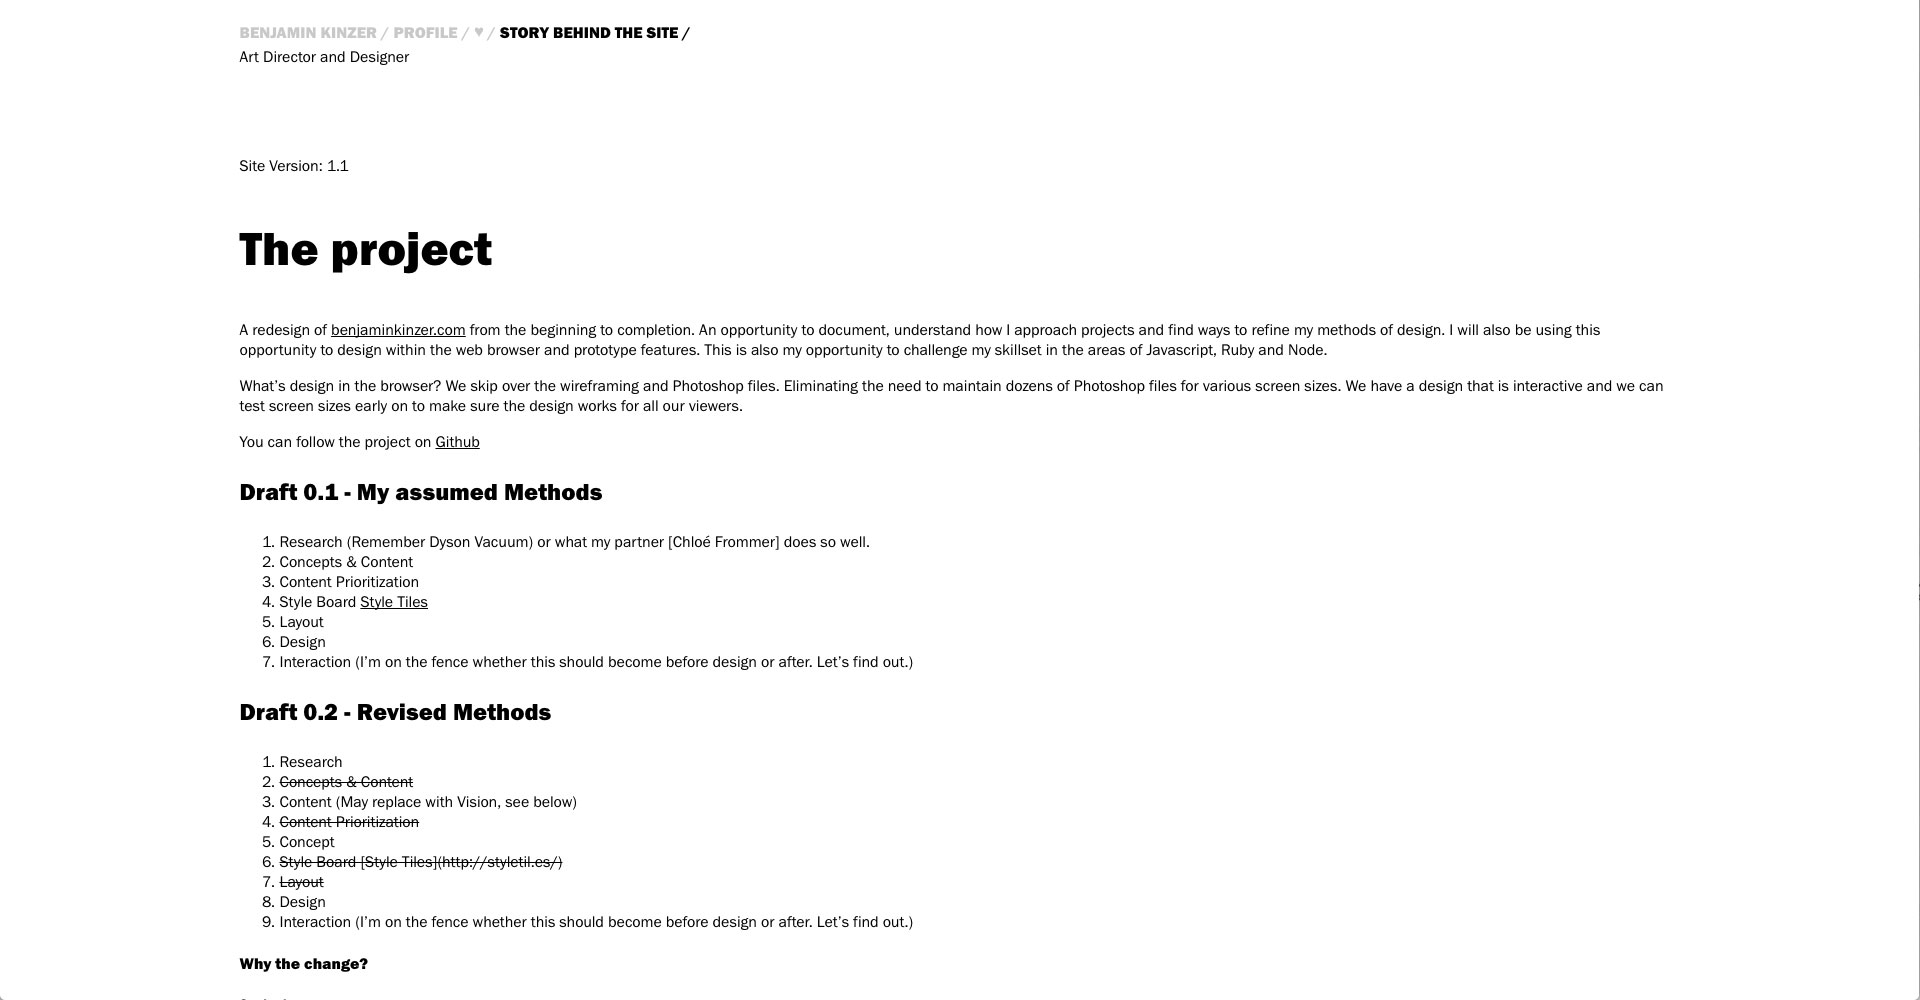 BENJAMIN KINZER / PROFILE / ♥ / STORY BEHIND THE SITE /
Art Director and Designer
Site Version: 1.1
The project
A redesign of benjaminkinzer.com from the beginning to completion. An opportunity to document, understand how I approach projects and find ways to refine my methods of design. I will also be using this
opportunity to design within the web browser and prototype features. This is also my opportunity to challenge my skillset in the areas of Javascript, Ruby and Node.
What’s design in the browser? We skip over the wireframing and Photoshop files. Eliminating the need to maintain dozens of Photoshop files for various screen sizes. We have a design that is interactive and we can
test screen sizes early on to make sure the design works for all our viewers.
You can follow the project on Github
Draft 0.1 - My assumed Methods
1. Research (Remember Dyson Vacuum) or what my partner [Chloé Frommer] does so well.
2. Concepts & Content
3. Content Prioritization
4. Style Board Style Tiles
5. Layout
6. Design
7. Interaction (I’m on the fence whether this should become before design or after. Let’s find out.)
Draft 0.2 - Revised Methods
1. Research
2. Concepts & Content
3. Content (May replace with Vision, see below)
4. Content Prioritization
5. Concept
6. Style Board [Style Tiles](http://styletil.es/)
7. Layout
8. Design
9. Interaction (I’m on the fence whether this should become before design or after. Let’s find out.)
Why the change?